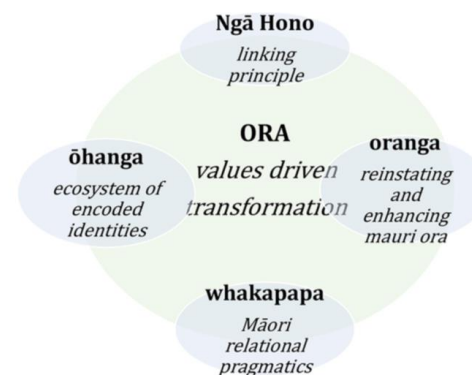 Ngā Hono
linking
principle
ORA
values driven
transformation
ōhanga
ecosystem of
encoded
identities
oranga
reinstating
and
enhancing
mauri ora
whakapapa
Māori
relational
pragmatics